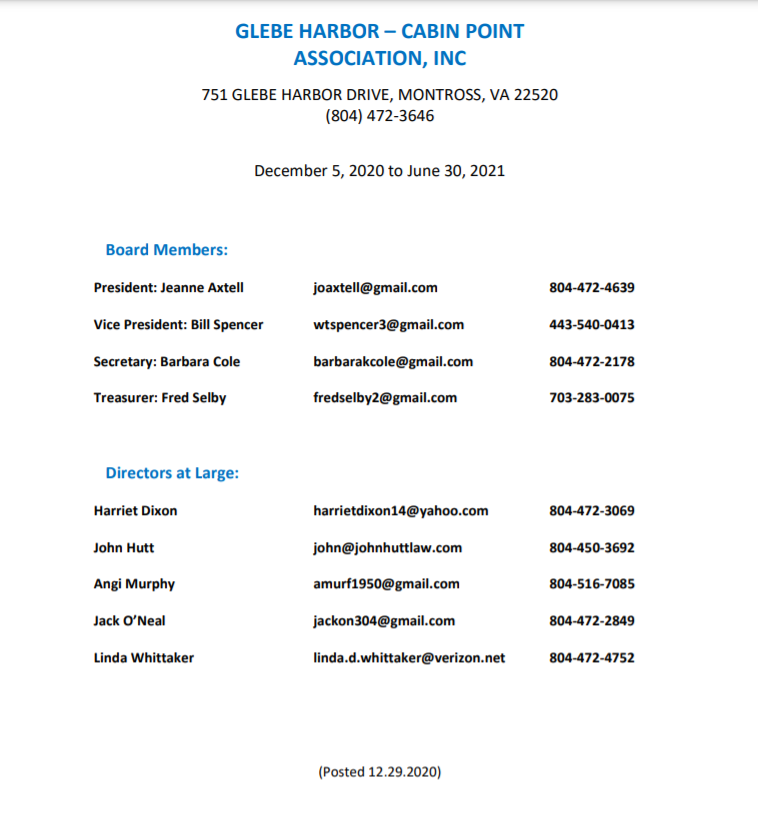 GLEBE HARBOR – CABIN POINT
ASSOCIATION, INC
751 GLEBE HARBOR DRIVE, MONTROSS, VA 22520
(804) 472-3646
December 5, 2020 to June 30, 2021
Board Members:
President: Jeanne Axtell joaxtell@gmail.com 804-472-4639
Vice President: Bill Spencer wtspencer3@gmail.com 443-540-0413
Secretary: Barbara Cole barbarakcole@gmail.com 804-472-2178
Treasurer: Fred Selby fredselby2@gmail.com 703-283-0075
Directors at Large:
Harriet Dixon harrietdixon14@yahoo.com 804-472-3069
John Hutt john@johnhuttlaw.com 804-450-3692
Angi Murphy amurf1950@gmail.com 804-516-7085
Jack O’Neal jackon304@gmail.com 804-472-2849
Linda Whittaker linda.d.whittaker@verizon.net 804-472-4752
(Posted 12.29.2020)